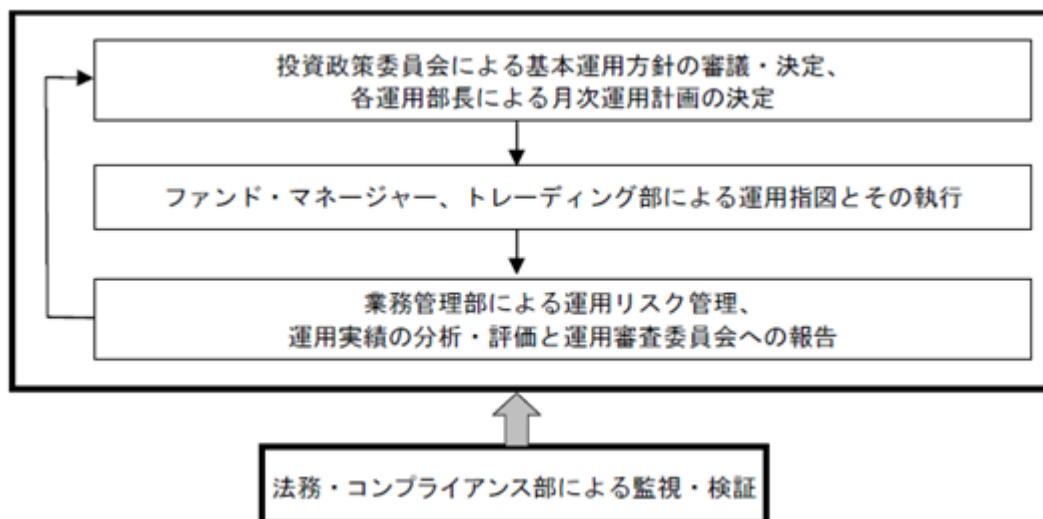 投資政策委員会による基本運用方針の審議・決定、
各運用部長による月次運用計画の決定
ファンド・マネージャー、トレーディング部による運用指図とその執行
業務管理部による運用リスク管理、
運用実績の分析・評価と運用審査委員会への報告
法務・コンプライアンス部による監視・検証